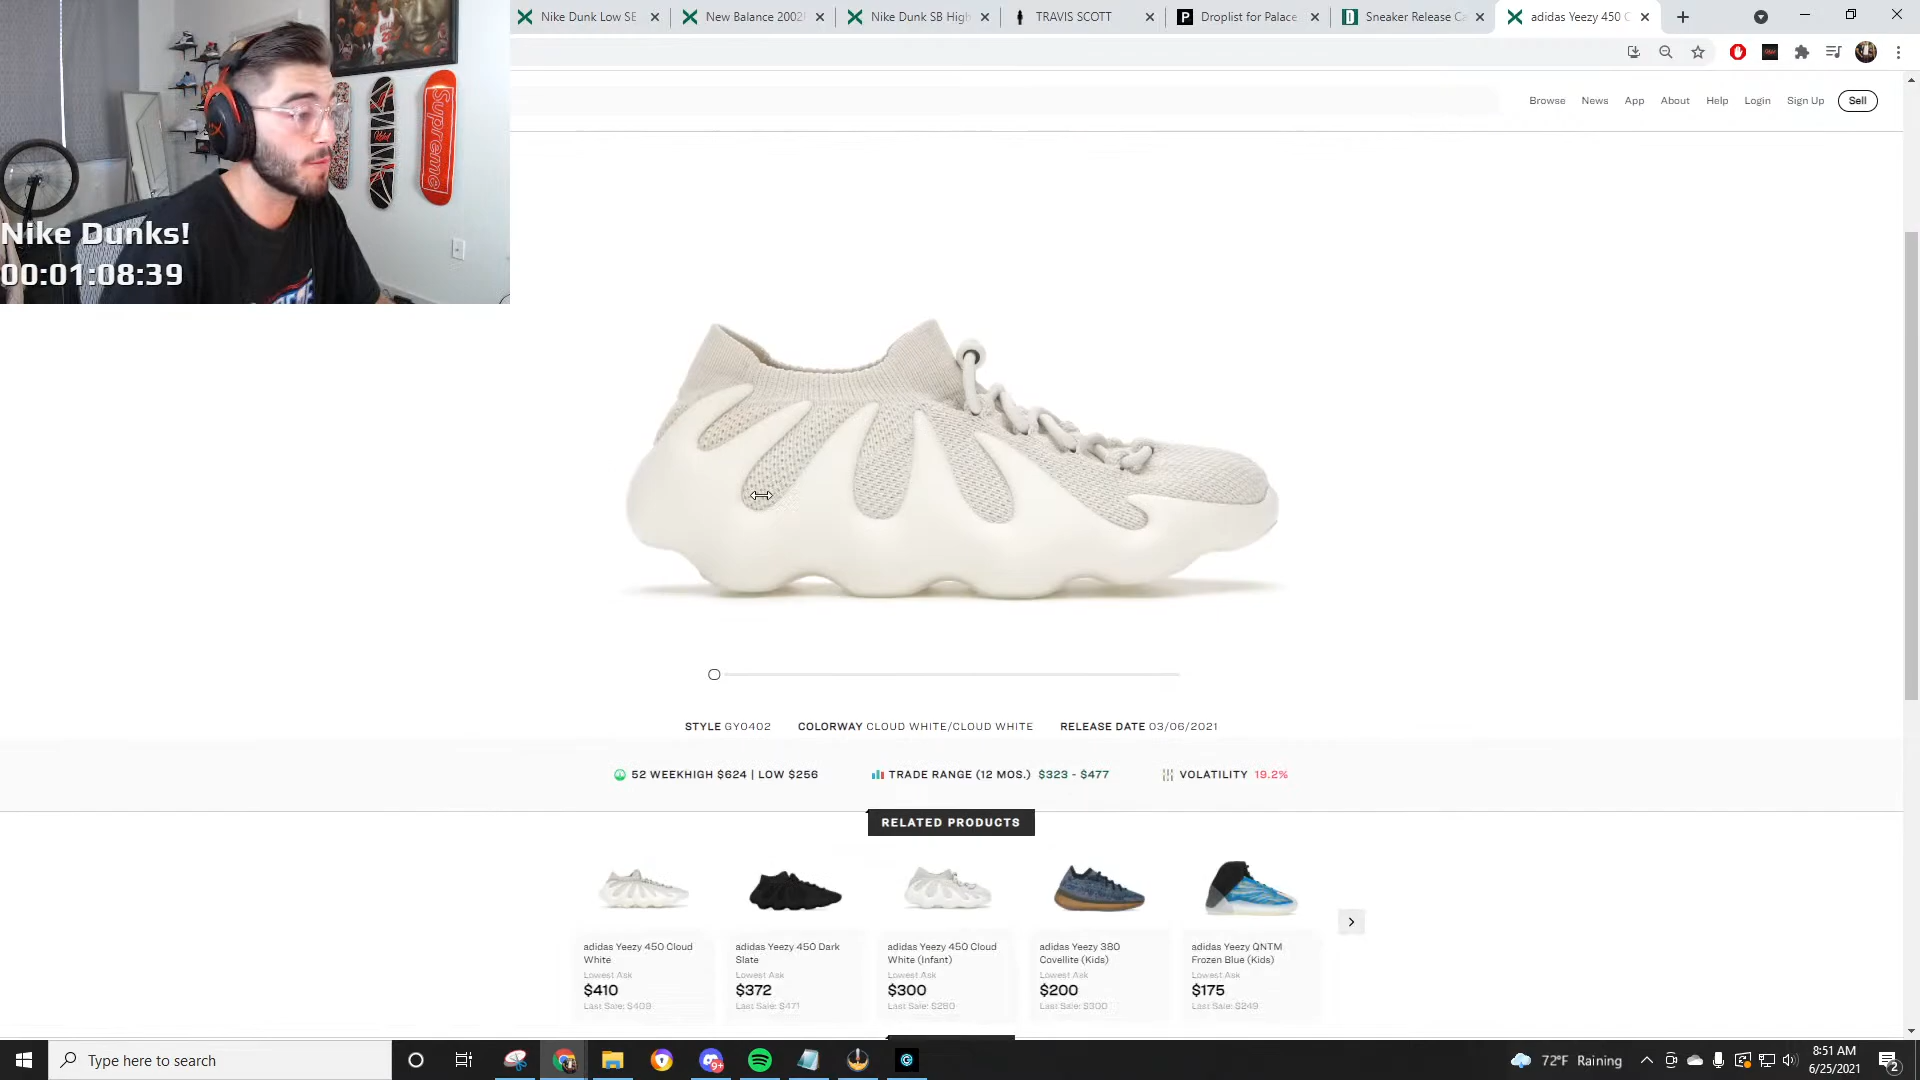 Nike Dunk Low SE
New Balance 2002
Nike Dunk SB High
TRAVIS SCOTT
Droplist for Palace
Sneaker Release Ca
adidas Yeezy 450 C
Browse
News
App
About
Help
Login
Sign Up
Sell
Supreme
Nike Dunks!
00:01:08:39
STYLE GY0402
COLORWAY CLOUD WHITE/CLOUD WHITE
RELEASE DATE 03/06/2021
52 WEEKHIGH $624 | LOW $256
TRADE RANGE (12 MOS.) $323 - $477
VOLATILITY 19.2%
RELATED PRODUCTS
adidas Yeezy 450 Cloud
White
Lowest Ask
$410
Last Sale: $409
adidas Yeezy 450 Dark
Slate
Lowest Ask
$372
Last Sale: $471
adidas Yeezy 450 Cloud
White (Infant)
Lowest Ask
$300
Last Sale: $280
adidas Yeezy 380
Covellite (Kids)
Lowest Ask
$200
Last Sale: $300
adidas Yeezy QNTM
Frozen Blue (Kids)
Lowest Ask
$175
Last Sale: $249
Type here to search
9+
72°F Raining
8:51 AM
6/25/2021
2